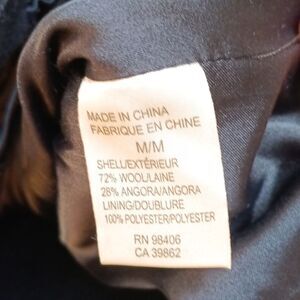 MADE IN CHINA
FABRIQUE EN CHINE
M/M
SHELL/EXTÉRIEUR
72% WOOL/LAINE
28% ANGORA/ANGORA
LINING/DOUBLURE
100% POLYESTER/POLYESTER
RN 98406
CA 39862